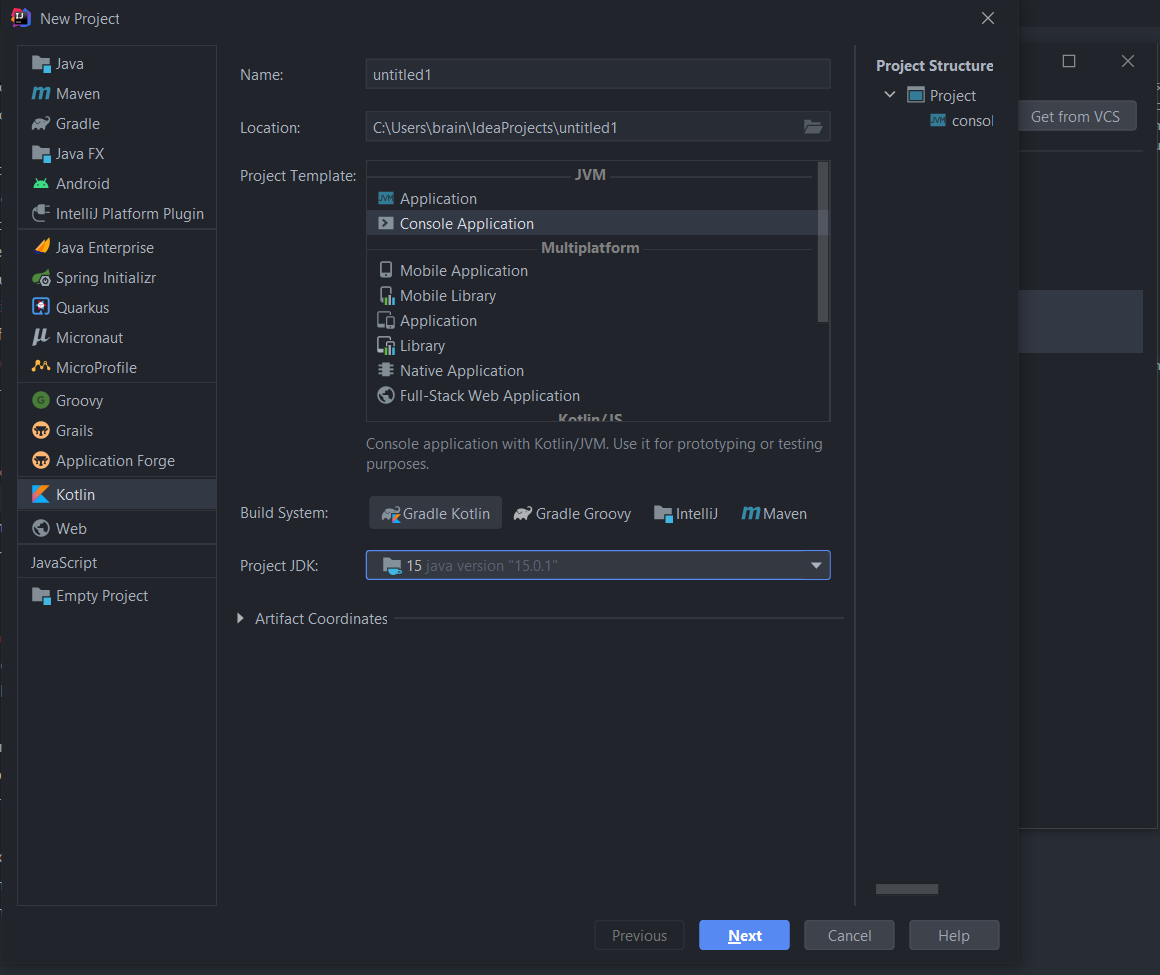 New Project
Java
Maven
Gradle
Java FX
Android
IntelliJ Platform Plugin
Java Enterprise
Spring Initializr
Quarkus
Micronaut
MicroProfile
Groovy
Grails
Application Forge
Kotlin
Web
JavaScript
Empty Project
Name: untitled1
Location: C:\Users\brain\IdeaProjects\untitled1
Project Template:
JVM
Application
Console Application
Multiplatform
Mobile Application
Mobile Library
Application
Library
Native Application
Full-Stack Web Application
Kotlin/JS
Console application with Kotlin/JVM. Use it for prototyping or testing
purposes.
Build System: Gradle Kotlin Gradle Groovy IntelliJ Maven
Project JDK: 15 java version "15.0.1"
Artifact Coordinates
Project Structure
Project
consol
Get from VCS
Previous Next Cancel Help